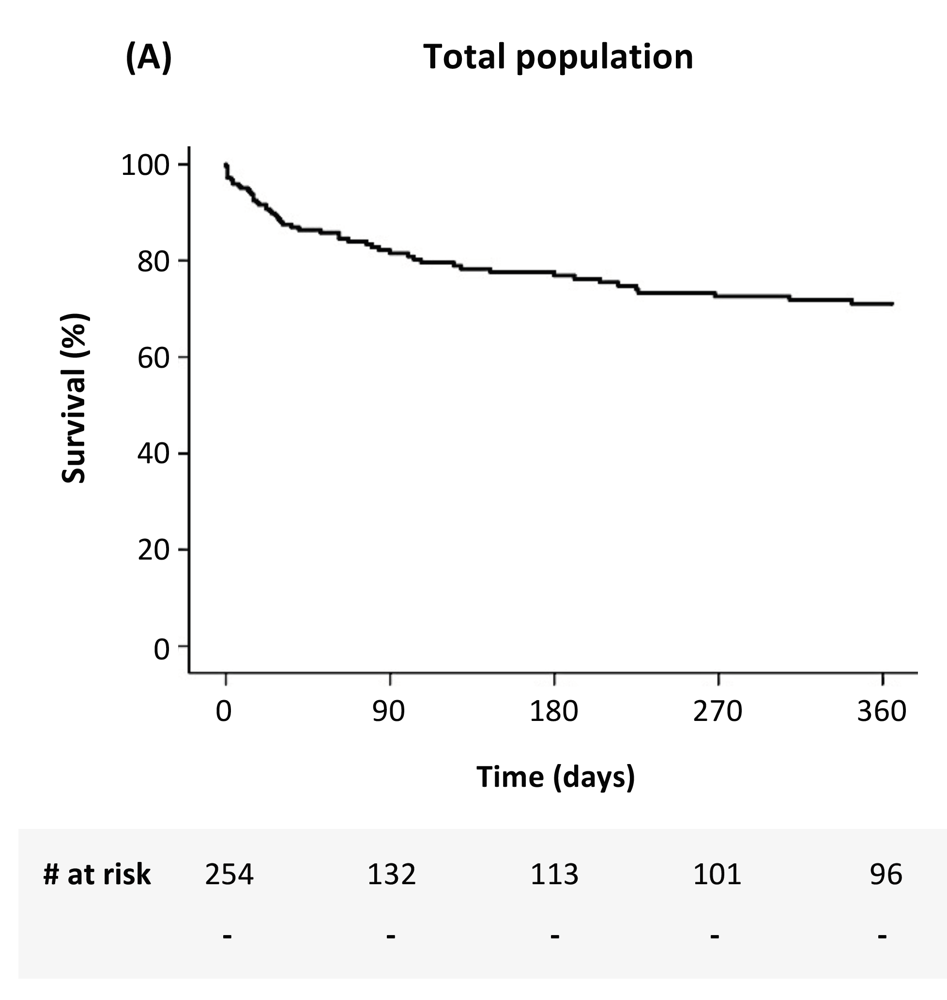 (A) Total population
100
80
60
40
20
0
Survival (%)
0 90 180 270 360
Time (days)
# at risk 254 132 113 101 96
- - - - -